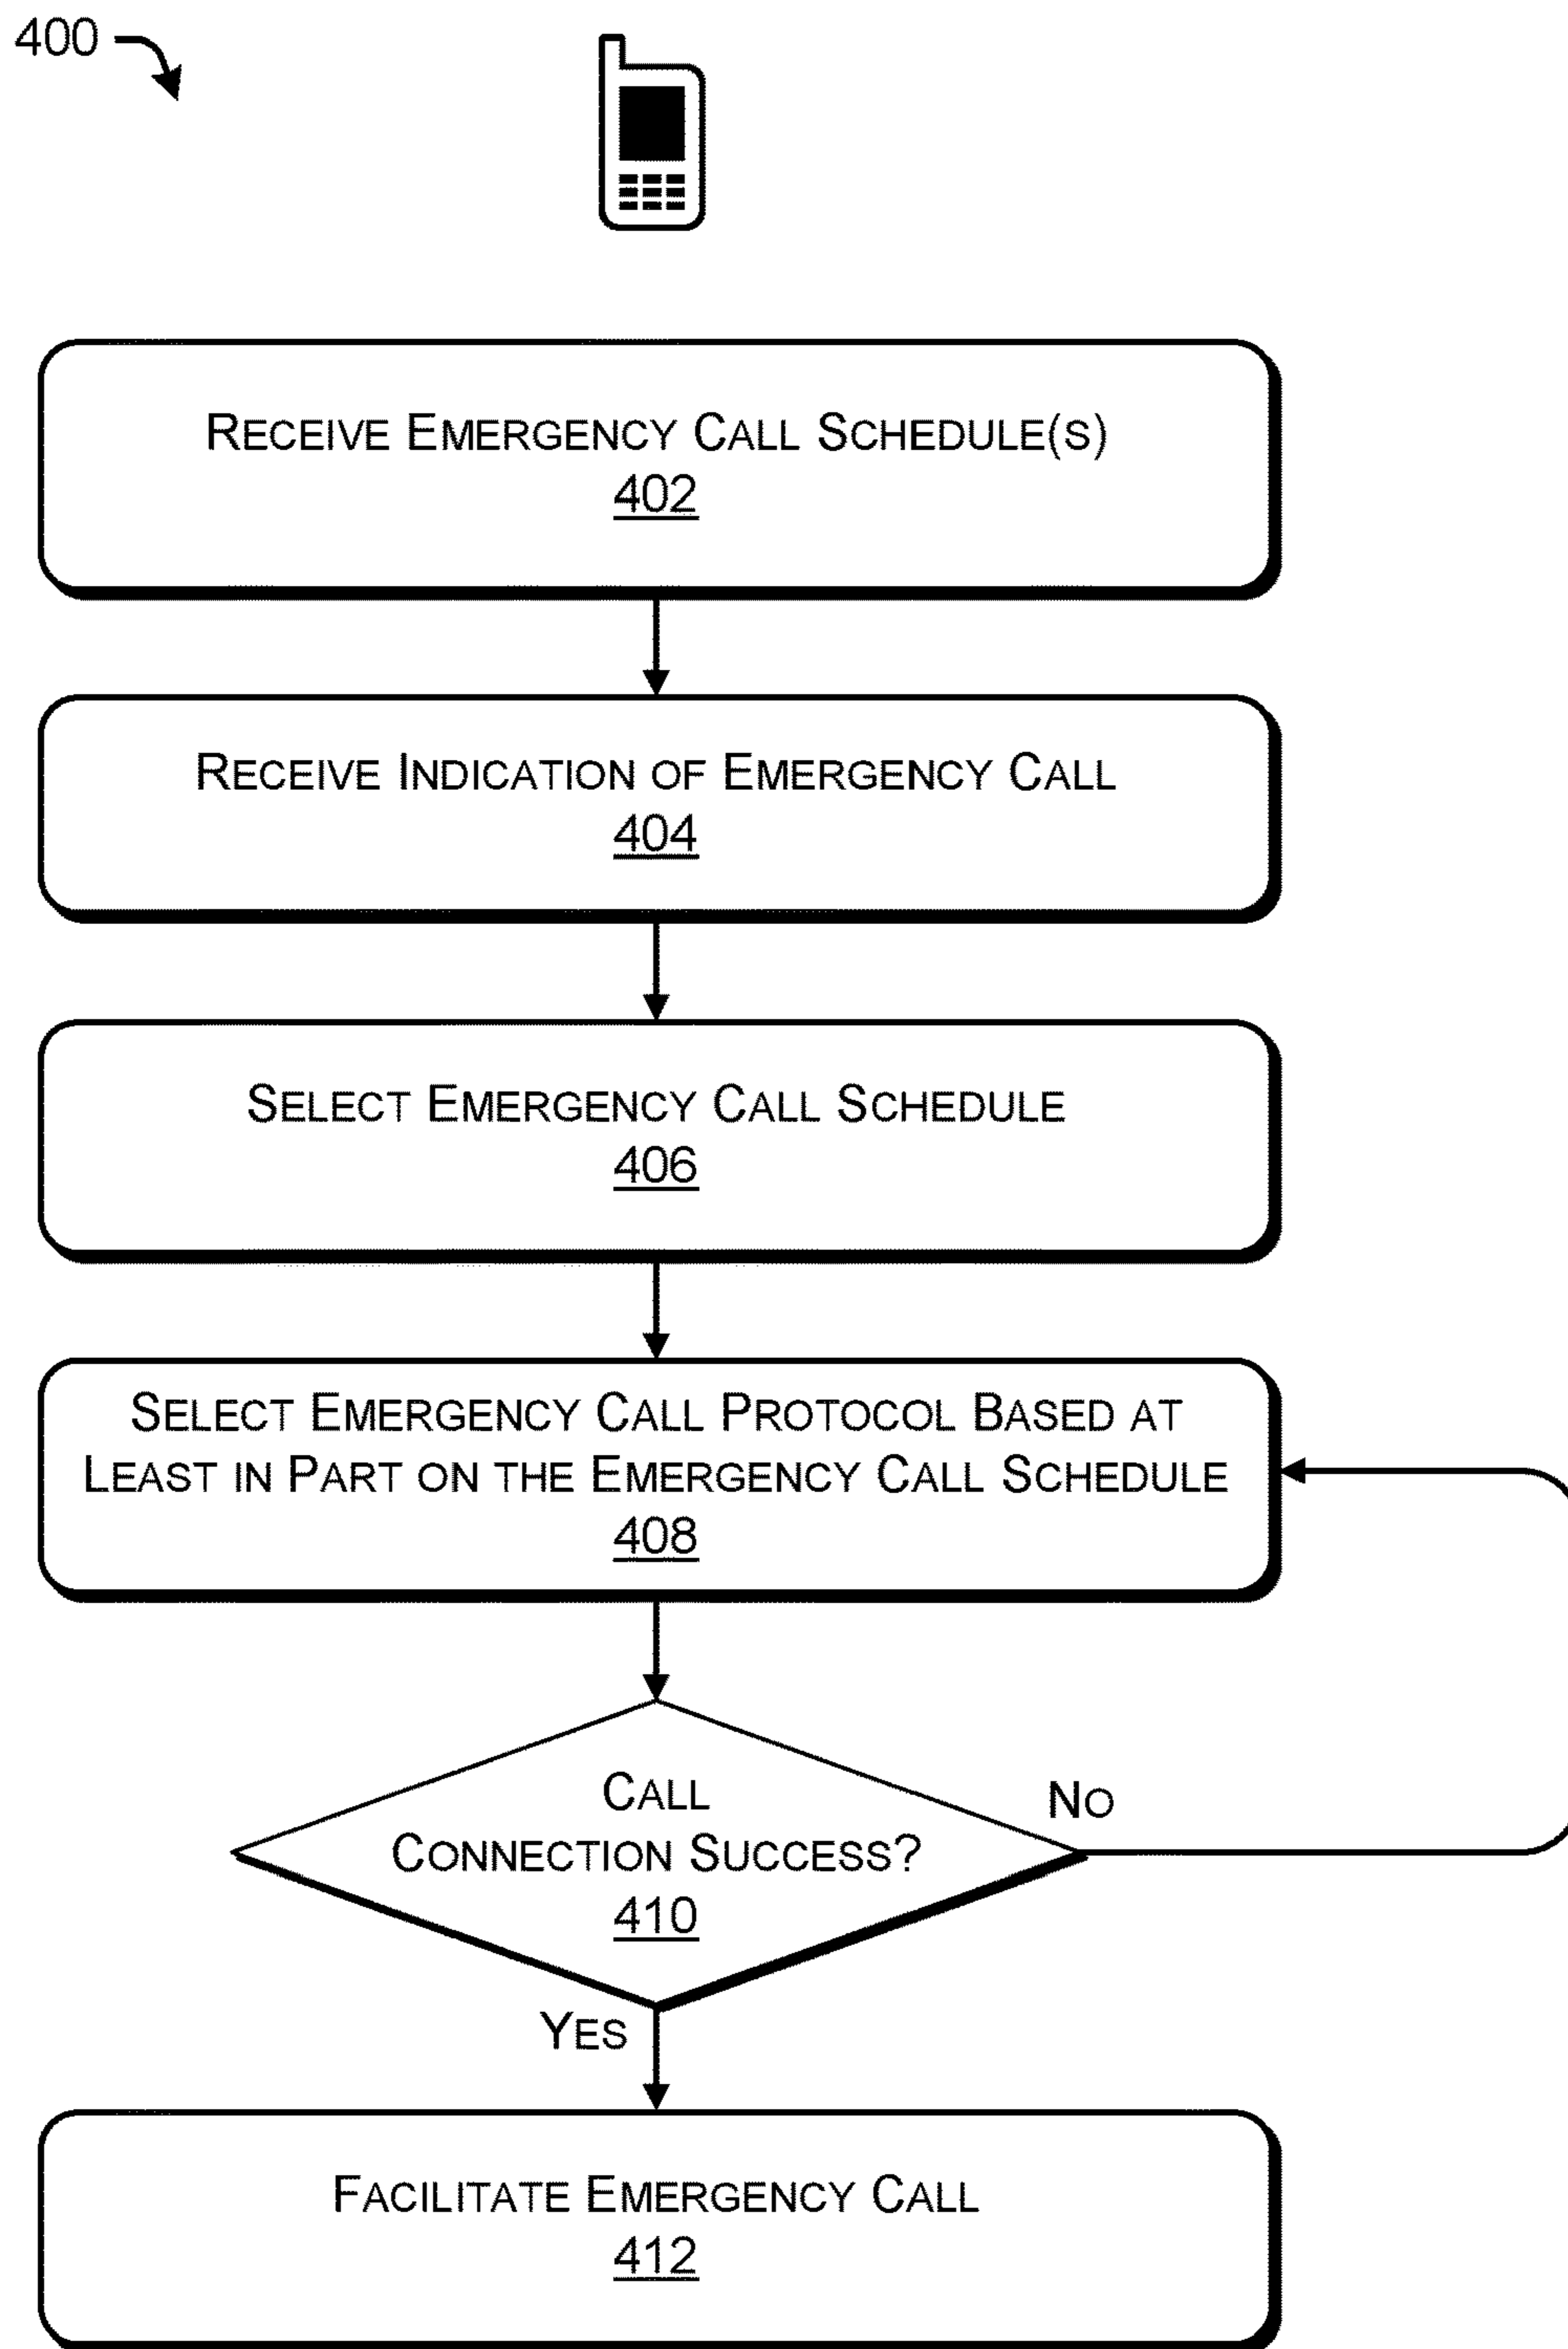 400
RECEIVE EMERGENCY CALL SCHEDULE(S)
402
RECEIVE INDICATION OF EMERGENCY CALL
404
SELECT EMERGENCY CALL SCHEDULE
406
SELECT EMERGENCY CALL PROTOCOL BASED AT
LEAST IN PART ON THE EMERGENCY CALL SCHEDULE
408
CALL
CONNECTION SUCCESS?
410
NO
YES
FACILITATE EMERGENCY CALL
412